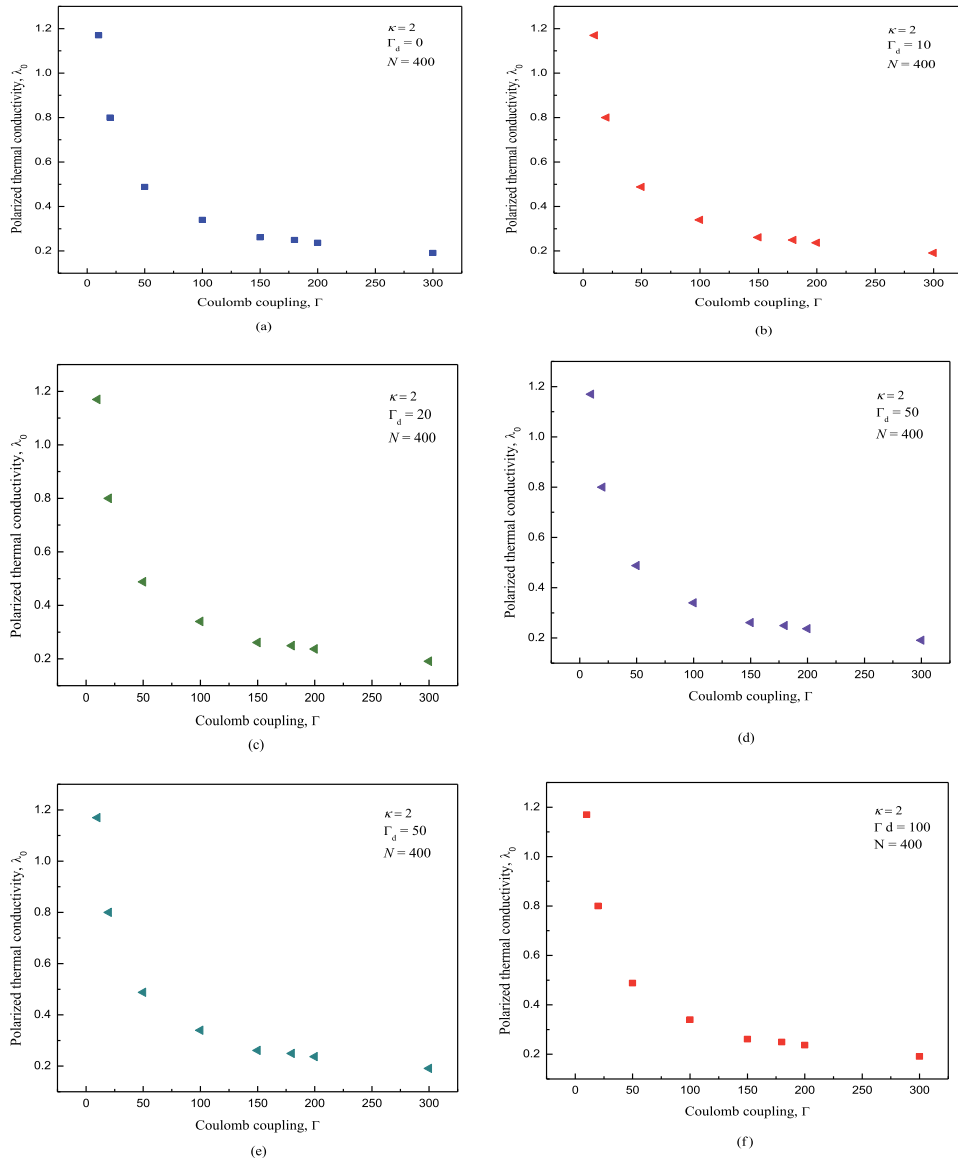 1.2
1.0
0.8
0.6
0.4
0.2
Polarized thermal conductivity, λ₀
κ = 2
Γd = 0
N = 400
0 50 100 150 200 250 300
Coulomb coupling, Γ
(a)
1.2
1.0
0.8
0.6
0.4
0.2
Polarized thermal conductivity, λ₀
κ = 2
Γd = 10
N = 400
0 50 100 150 200 250 300
Coulomb coupling, Γ
(b)
1.2
1.0
0.8
0.6
0.4
0.2
Polarized thermal conductivity, λ₀
κ = 2
Γd = 20
N = 400
0 50 100 150 200 250 300
Coulomb coupling, Γ
(c)
1.2
1.0
0.8
0.6
0.4
0.2
Polarized thermal conductivity, λ₀
κ = 2
Γd = 50
N = 400
0 50 100 150 200 250 300
Coulomb coupling, Γ
(d)
1.2
1.0
0.8
0.6
0.4
0.2
Polarized thermal conductivity, λ₀
κ = 2
Γd = 50
N = 400
0 50 100 150 200 250 300
Coulomb coupling, Γ
(e)
1.2
1.0
0.8
0.6
0.4
0.2
Polarized thermal conductivity, λ₀
κ = 2
Γ d = 100
N = 400
0 50 100 150 200 250 300
Coulomb coupling, Γ
(f)